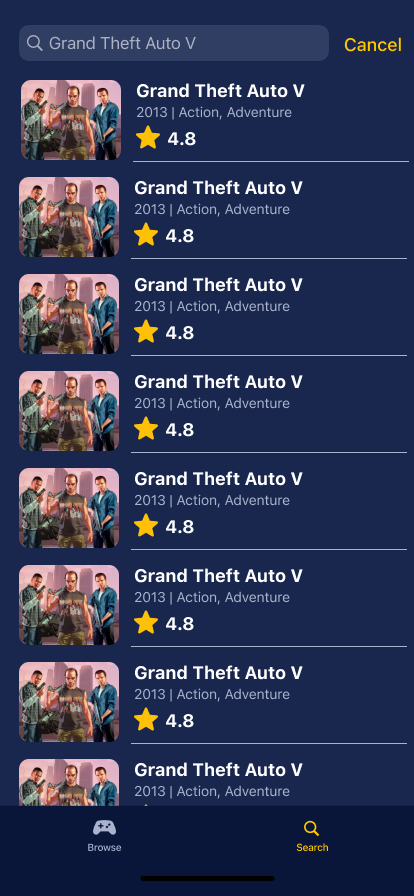 Grand Theft Auto V
Cancel
Grand Theft Auto V
2013 | Action, Adventure
4.8
Grand Theft Auto V
2013 | Action, Adventure
4.8
Grand Theft Auto V
2013 | Action, Adventure
4.8
Grand Theft Auto V
2013 | Action, Adventure
4.8
Grand Theft Auto V
2013 | Action, Adventure
4.8
Grand Theft Auto V
2013 | Action, Adventure
4.8
Grand Theft Auto V
2013 | Action, Adventure
4.8
Grand Theft Auto V
2013 | Action, Adventure
Browse
Search